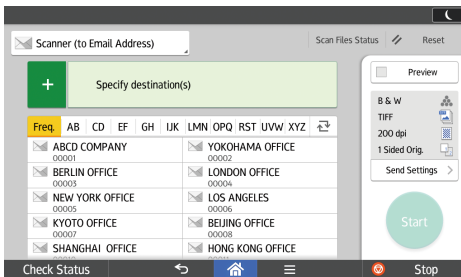 Scanner (to Email Address)
Scan Files Status
Reset
+
Specify destination(s)
Preview
B & W
TIFF
200 dpi
1 Sided Orig.
Send Settings
Start
Freq. AB CD EF GH IJK LMN OPQ RST UVW XYZ
ABCD COMPANY
00001
YOKOHAMA OFFICE
00002
BERLIN OFFICE
00003
LONDON OFFICE
00004
NEW YORK OFFICE
00005
LOS ANGELES
00006
KYOTO OFFICE
00007
BEIJING OFFICE
00008
SHANGHAI OFFICE
HONG KONG OFFICE
Check Status
Stop